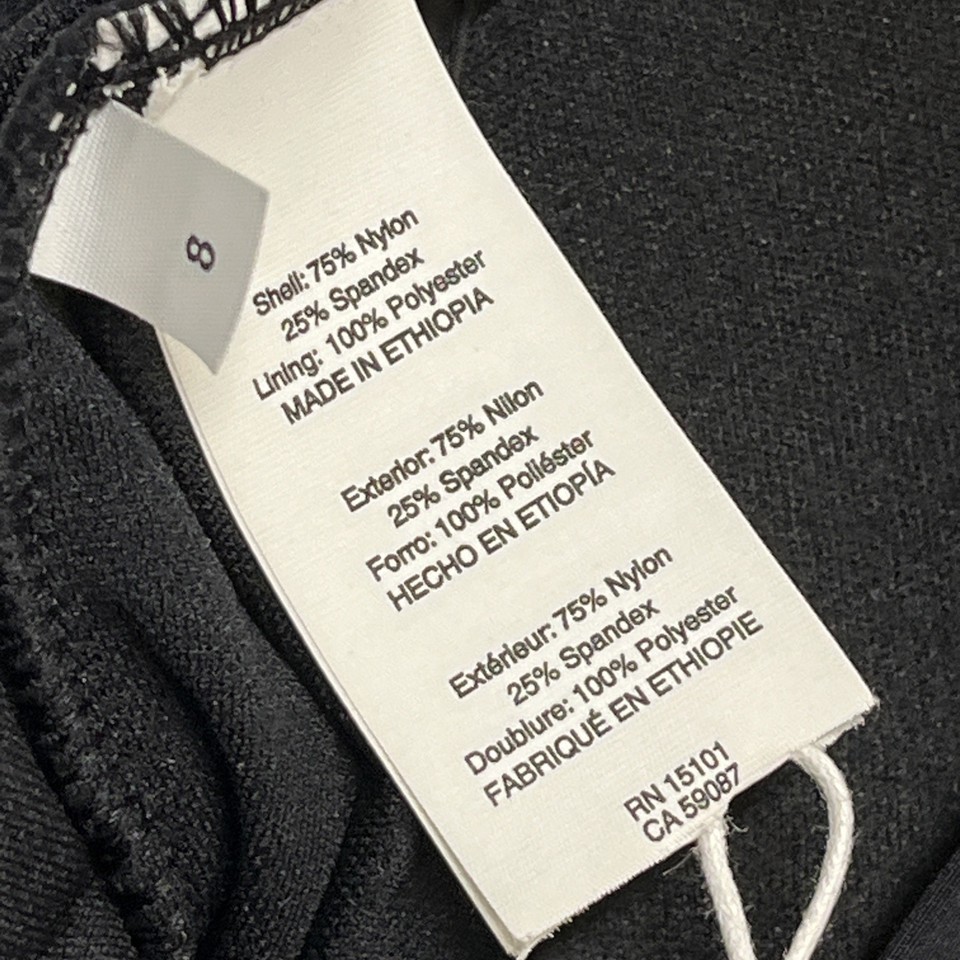 8
Shell: 75% Nylon
25% Spandex
Lining: 100% Polyester
MADE IN ETHIOPIA
Exterior: 75% Nilon
25% Spandex
Forro: 100% Poliéster
HECHO EN ETIOPÍA
Extérieur: 75% Nylon
25% Spandex
Doublure: 100% Polyester
FABRIQUÉ EN ETHIOPIE
RN 15101
CA 59087